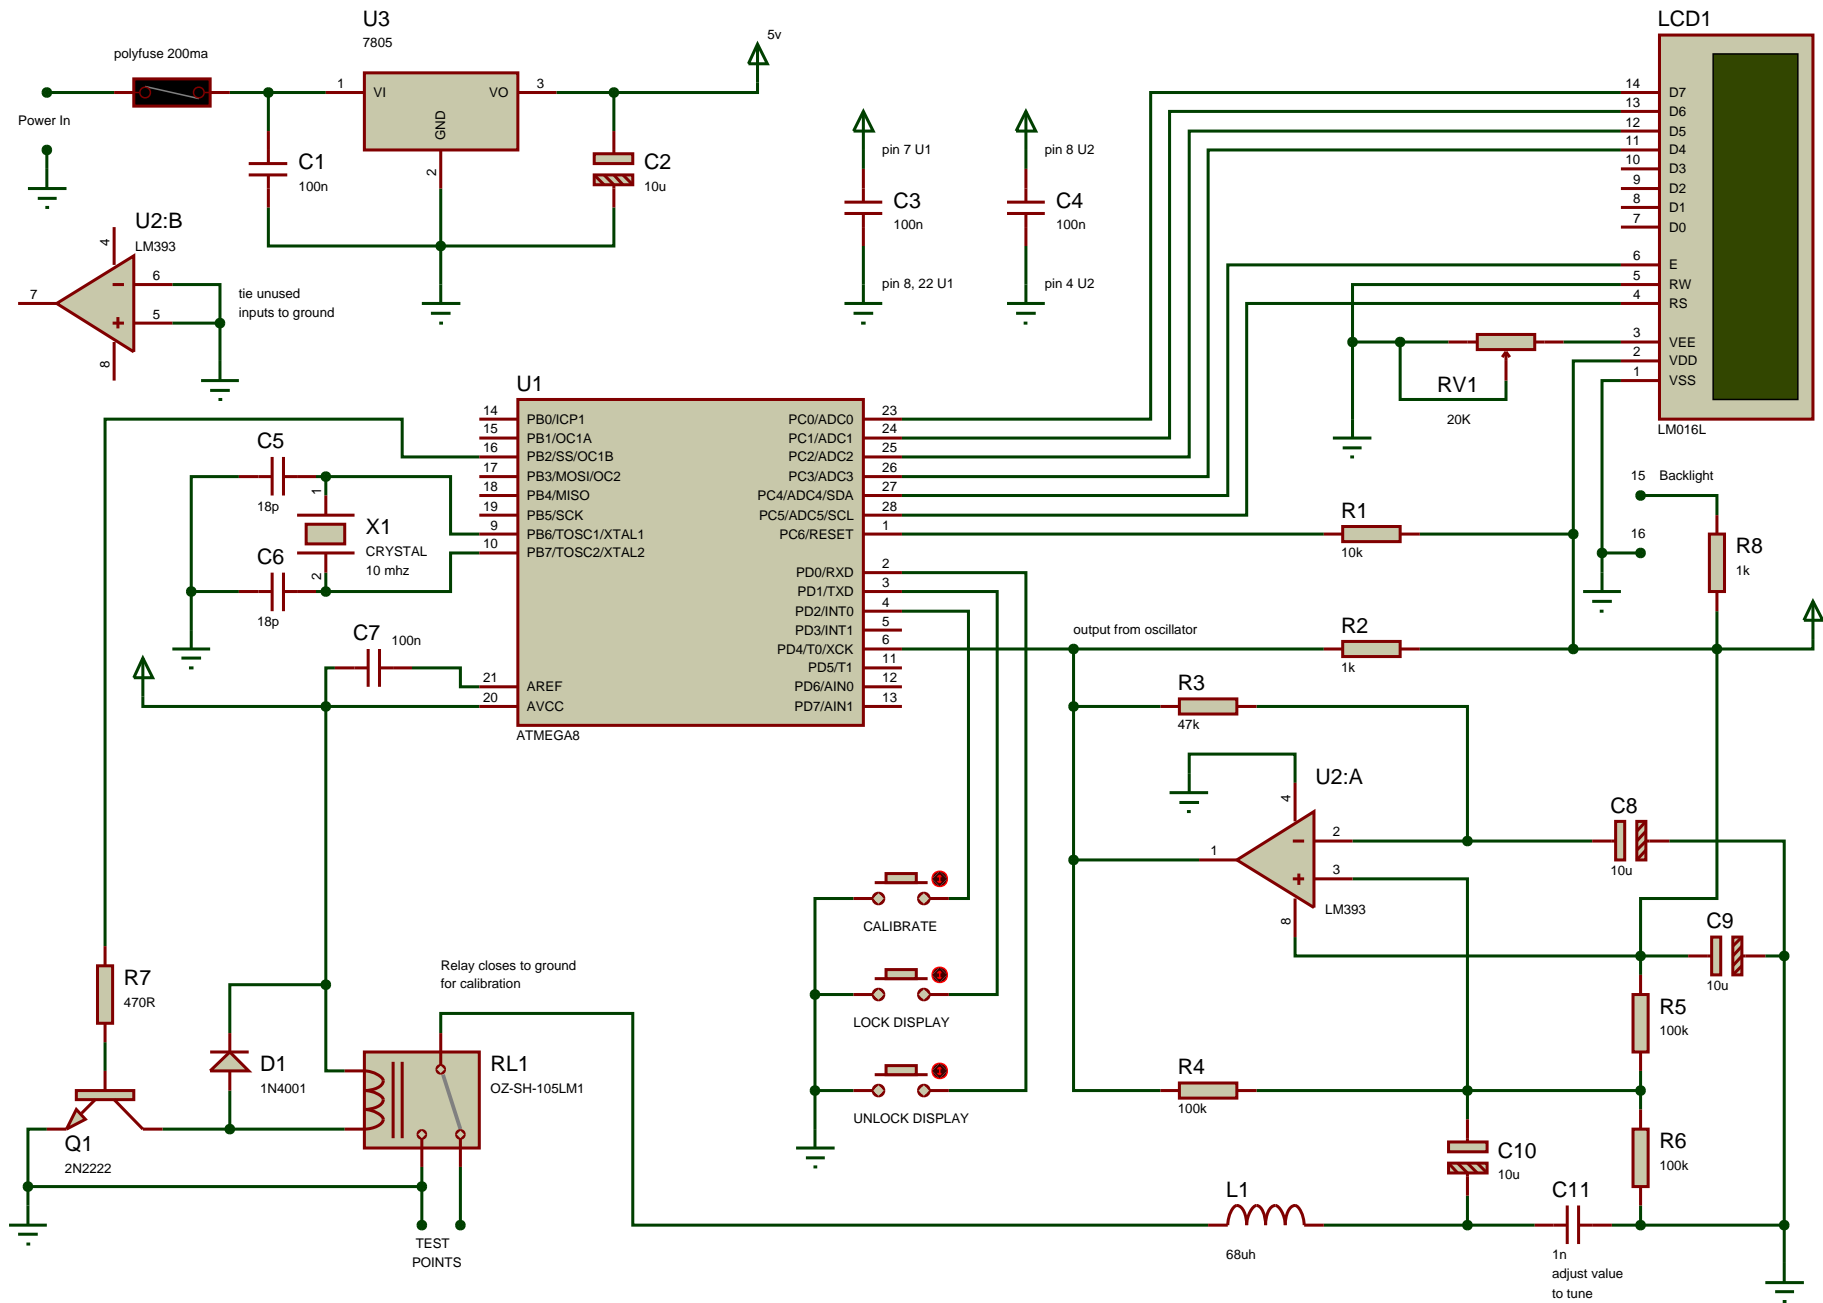 U3
7805
polyfuse 200ma
Power In
1
VI
VO
3
GND
2
5v
C1
100n
C2
10u
pin 7 U1
C3
100n
pin 8, 22 U1
pin 8 U2
C4
100n
pin 4 U2
U2:B
LM393
4
6
7
5
8
tie unused
inputs to ground
LCD1
14 D7
13 D6
12 D5
11 D4
10 D3
9 D2
8 D1
7 D0
6 E
5 RW
4 RS
3 VEE
2 VDD
1 VSS
LM016L
RV1
20K
15 Backlight
16
R8
1k
U1
14 PB0/ICP1
15 PB1/OC1A
16 PB2/SS/OC1B
17 PB3/MOSI/OC2
18 PB4/MISO
19 PB5/SCK
9 PB6/TOSC1/XTAL1
10 PB7/TOSC2/XTAL2
21 AREF
20 AVCC
PC0/ADC0 23
PC1/ADC1 24
PC2/ADC2 25
PC3/ADC3 26
PC4/ADC4/SDA 27
PC5/ADC5/SCL 28
PC6/RESET 1
PD0/RXD 2
PD1/TXD 3
PD2/INT0 4
PD3/INT1 5
PD4/T0/XCK 6
PD5/T1 11
PD6/AIN0 12
PD7/AIN1 13
ATMEGA8
C5
18p
1
X1
CRYSTAL
10 mhz
2
C6
18p
C7
100n
R1
10k
R2
1k
output from oscillator
R3
47k
U2:A
4
2
1
3
8
LM393
C8
10u
C9
10u
R5
100k
R4
100k
R6
100k
C10
10u
C11
1n
adjust value
to tune
L1
68uh
CALIBRATE
LOCK DISPLAY
UNLOCK DISPLAY
Relay closes to ground
for calibration
RL1
OZ-SH-105LM1
R7
470R
D1
1N4001
Q1
2N2222
TEST
POINTS